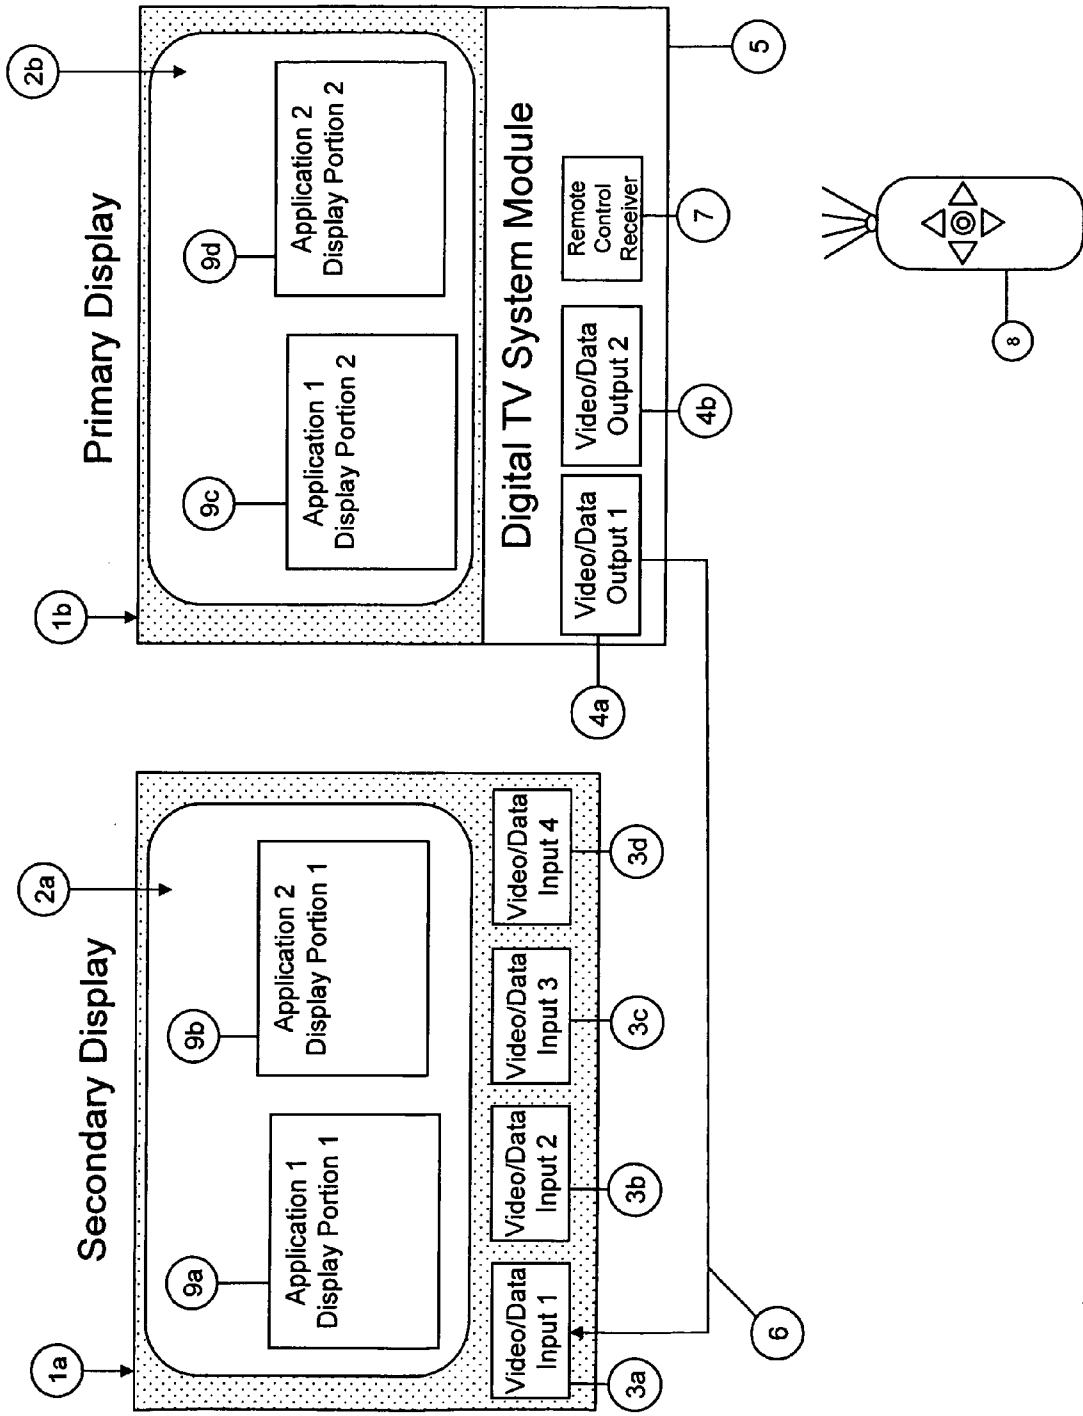 Secondary Display
Primary Display
1a
2a
1b
2b
9a
9b
9c
9d
Application 1
Display Portion 1
Application 2
Display Portion 1
Application 1
Display Portion 2
Application 2
Display Portion 2
Digital TV System Module
Video/Data
Input 1
Video/Data
Input 2
Video/Data
Input 3
Video/Data
Input 4
Video/Data
Output 1
Video/Data
Output 2
Remote
Control
Receiver
3a
3b
3c
3d
4a
4b
7
5
6
8